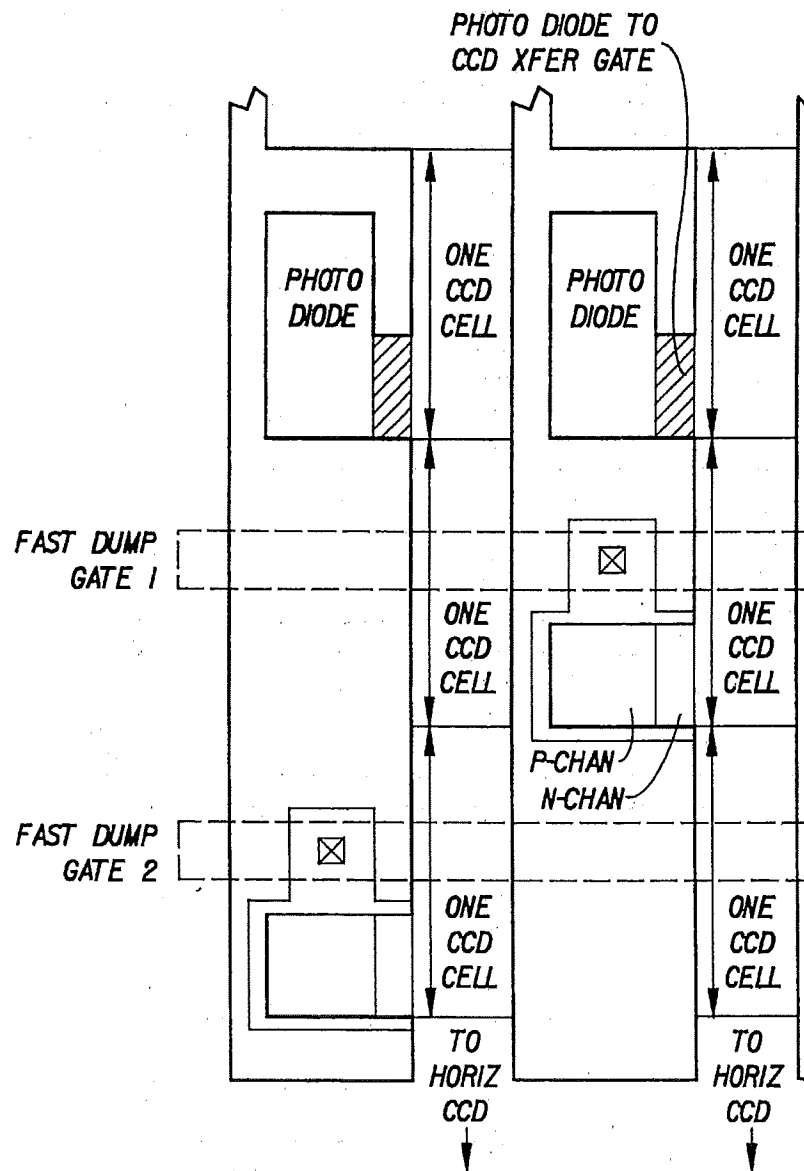 PHOTO DIODE TO
CCD XFER GATE
PHOTO
DIODE
ONE
CCD
CELL
PHOTO
DIODE
ONE
CCD
CELL
FAST DUMP
GATE 1
ONE
CCD
CELL
ONE
CCD
CELL
P-CHAN
N-CHAN
FAST DUMP
GATE 2
ONE
CCD
CELL
ONE
CCD
CELL
TO
HORIZ
CCD
TO
HORIZ
CCD